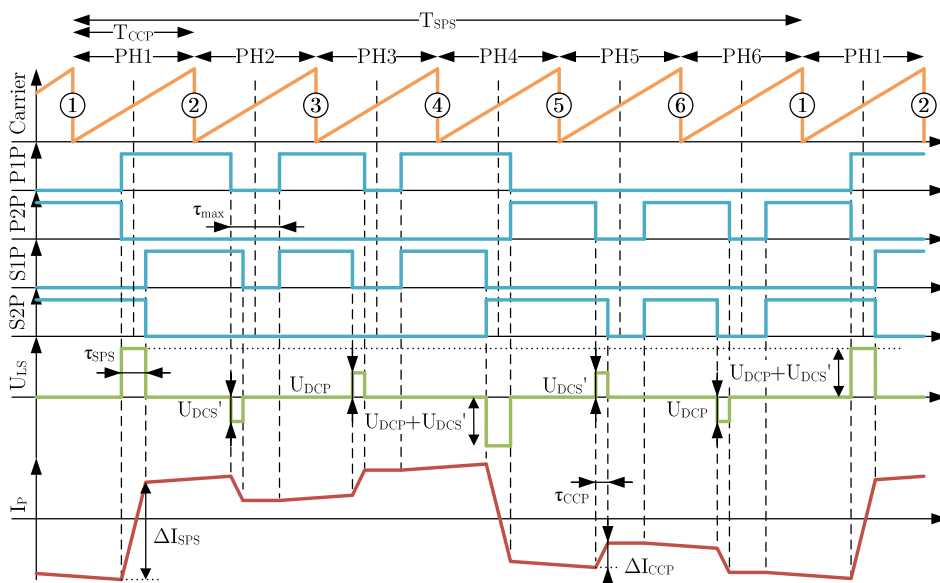 T_SPS
T_CCP
PH1 PH2 PH3 PH4 PH5 PH6 PH1
Carrier
1 2 3 4 5 6 1 2
P1P
P2P
τ_max
S1P
S2P
U_LS
τ_SPS
U_DCS'
U_DCP
U_DCP+U_DCS'
U_DCS'
U_DCP
U_DCP+U_DCS'
I_P
ΔI_SPS
τ_CCP
ΔI_CCP